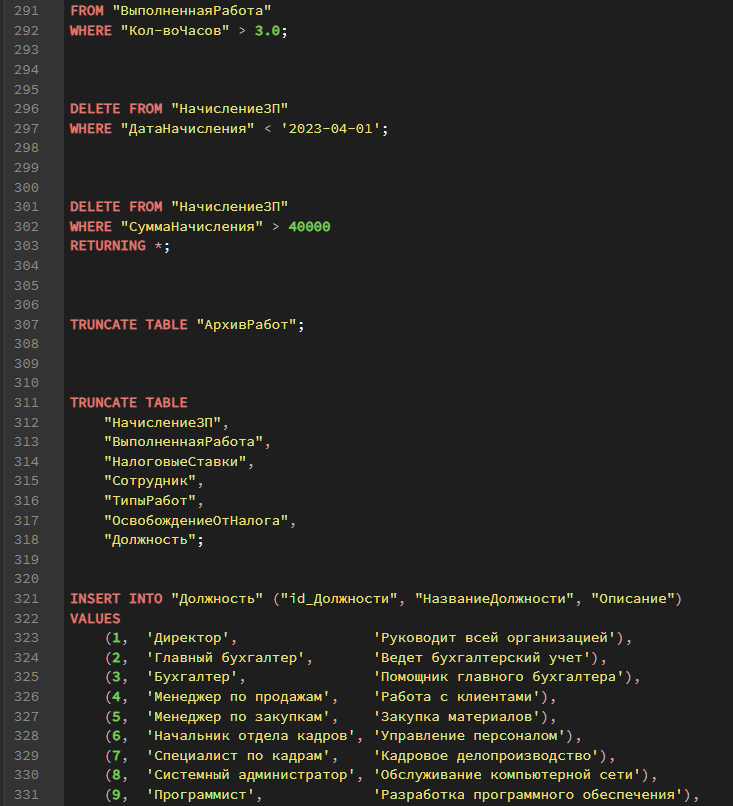 291 FROM "ВыполненнаяРабота"
292 WHERE "Кол-воЧасов" > 3.0;
293
294
295
296 DELETE FROM "НачислениеЗП"
297 WHERE "ДатаНачисления" < '2023-04-01';
298
299
300
301 DELETE FROM "НачислениеЗП"
302 WHERE "СуммаНачисления" > 40000
303 RETURNING *;
304
305
306
307 TRUNCATE TABLE "АрхивРабот";
308
309
310
311 TRUNCATE TABLE
312 "НачислениеЗП",
313 "ВыполненнаяРабота",
314 "НалоговыеСтавки",
315 "Сотрудник",
316 "ТипыРабот",
317 "ОсвобождениеОтНалога",
318 "Должность";
319
320
321 INSERT INTO "Должность" ("id_Должности", "НазваниеДолжности", "Описание")
322 VALUES
323 (1, 'Директор', 'Руководит всей организацией'),
324 (2, 'Главный бухгалтер', 'Ведет бухгалтерский учет'),
325 (3, 'Бухгалтер', 'Помощник главного бухгалтера'),
326 (4, 'Менеджер по продажам', 'Работа с клиентами'),
327 (5, 'Менеджер по закупкам', 'Закупка материалов'),
328 (6, 'Начальник отдела кадров', 'Управление персоналом'),
329 (7, 'Специалист по кадрам', 'Кадровое делопроизводство'),
330 (8, 'Системный администратор', 'Обслуживание компьютерной сети'),
331 (9, 'Программист', 'Разработка программного обеспечения'),